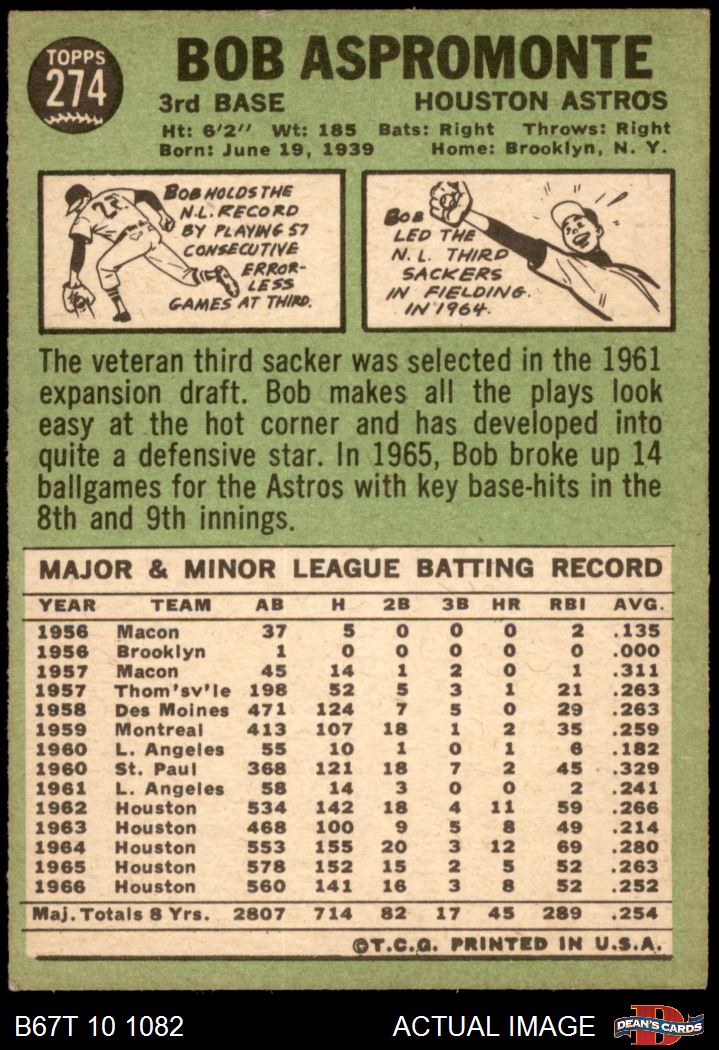 TOPPS
274
BOB ASPROMONTE
3rd BASE HOUSTON ASTROS
Ht: 6'2" Wt: 185 Bats: Right Throws: Right
Born: June 19, 1939 Home: Brooklyn, N. Y.
BOB HOLDS THE
N.L. RECORD
BY PLAYING 57
CONSECUTIVE
ERROR-
LESS
GAMES AT THIRD.
BOB
LED THE
N. L. THIRD
SACKERS
IN FIELDING.
IN 1964.
The veteran third sacker was selected in the 1961
expansion draft. Bob makes all the plays look
easy at the hot corner and has developed into
quite a defensive star. In 1965, Bob broke up 14
ballgames for the Astros with key base-hits in the
8th and 9th innings.
MAJOR & MINOR LEAGUE BATTING RECORD
YEAR TEAM AB H 2B 3B HR RBI AVG.
1956 Macon 37 5 0 0 0 2 .135
1956 Brooklyn 1 0 0 0 0 0 .000
1957 Macon 45 14 1 2 0 1 .311
1957 Thom'sv'le 198 52 5 3 1 21 .263
1958 Des Moines 471 124 7 5 0 29 .263
1959 Montreal 413 107 18 1 2 35 .259
1960 L. Angeles 55 10 1 0 1 6 .182
1960 St. Paul 368 121 18 7 2 45 .329
1961 L. Angeles 58 14 3 0 0 2 .241
1962 Houston 534 142 18 4 11 59 .266
1963 Houston 468 100 9 5 8 49 .214
1964 Houston 553 155 20 3 12 69 .280
1965 Houston 578 152 15 2 5 52 .263
1966 Houston 560 141 16 3 8 52 .252
Maj. Totals 8 Yrs. 2807 714 82 17 45 289 .254
©T.C.G. PRINTED IN U.S.A.
B67T 10 1082 ACTUAL IMAGE
DEAN'S CARDS